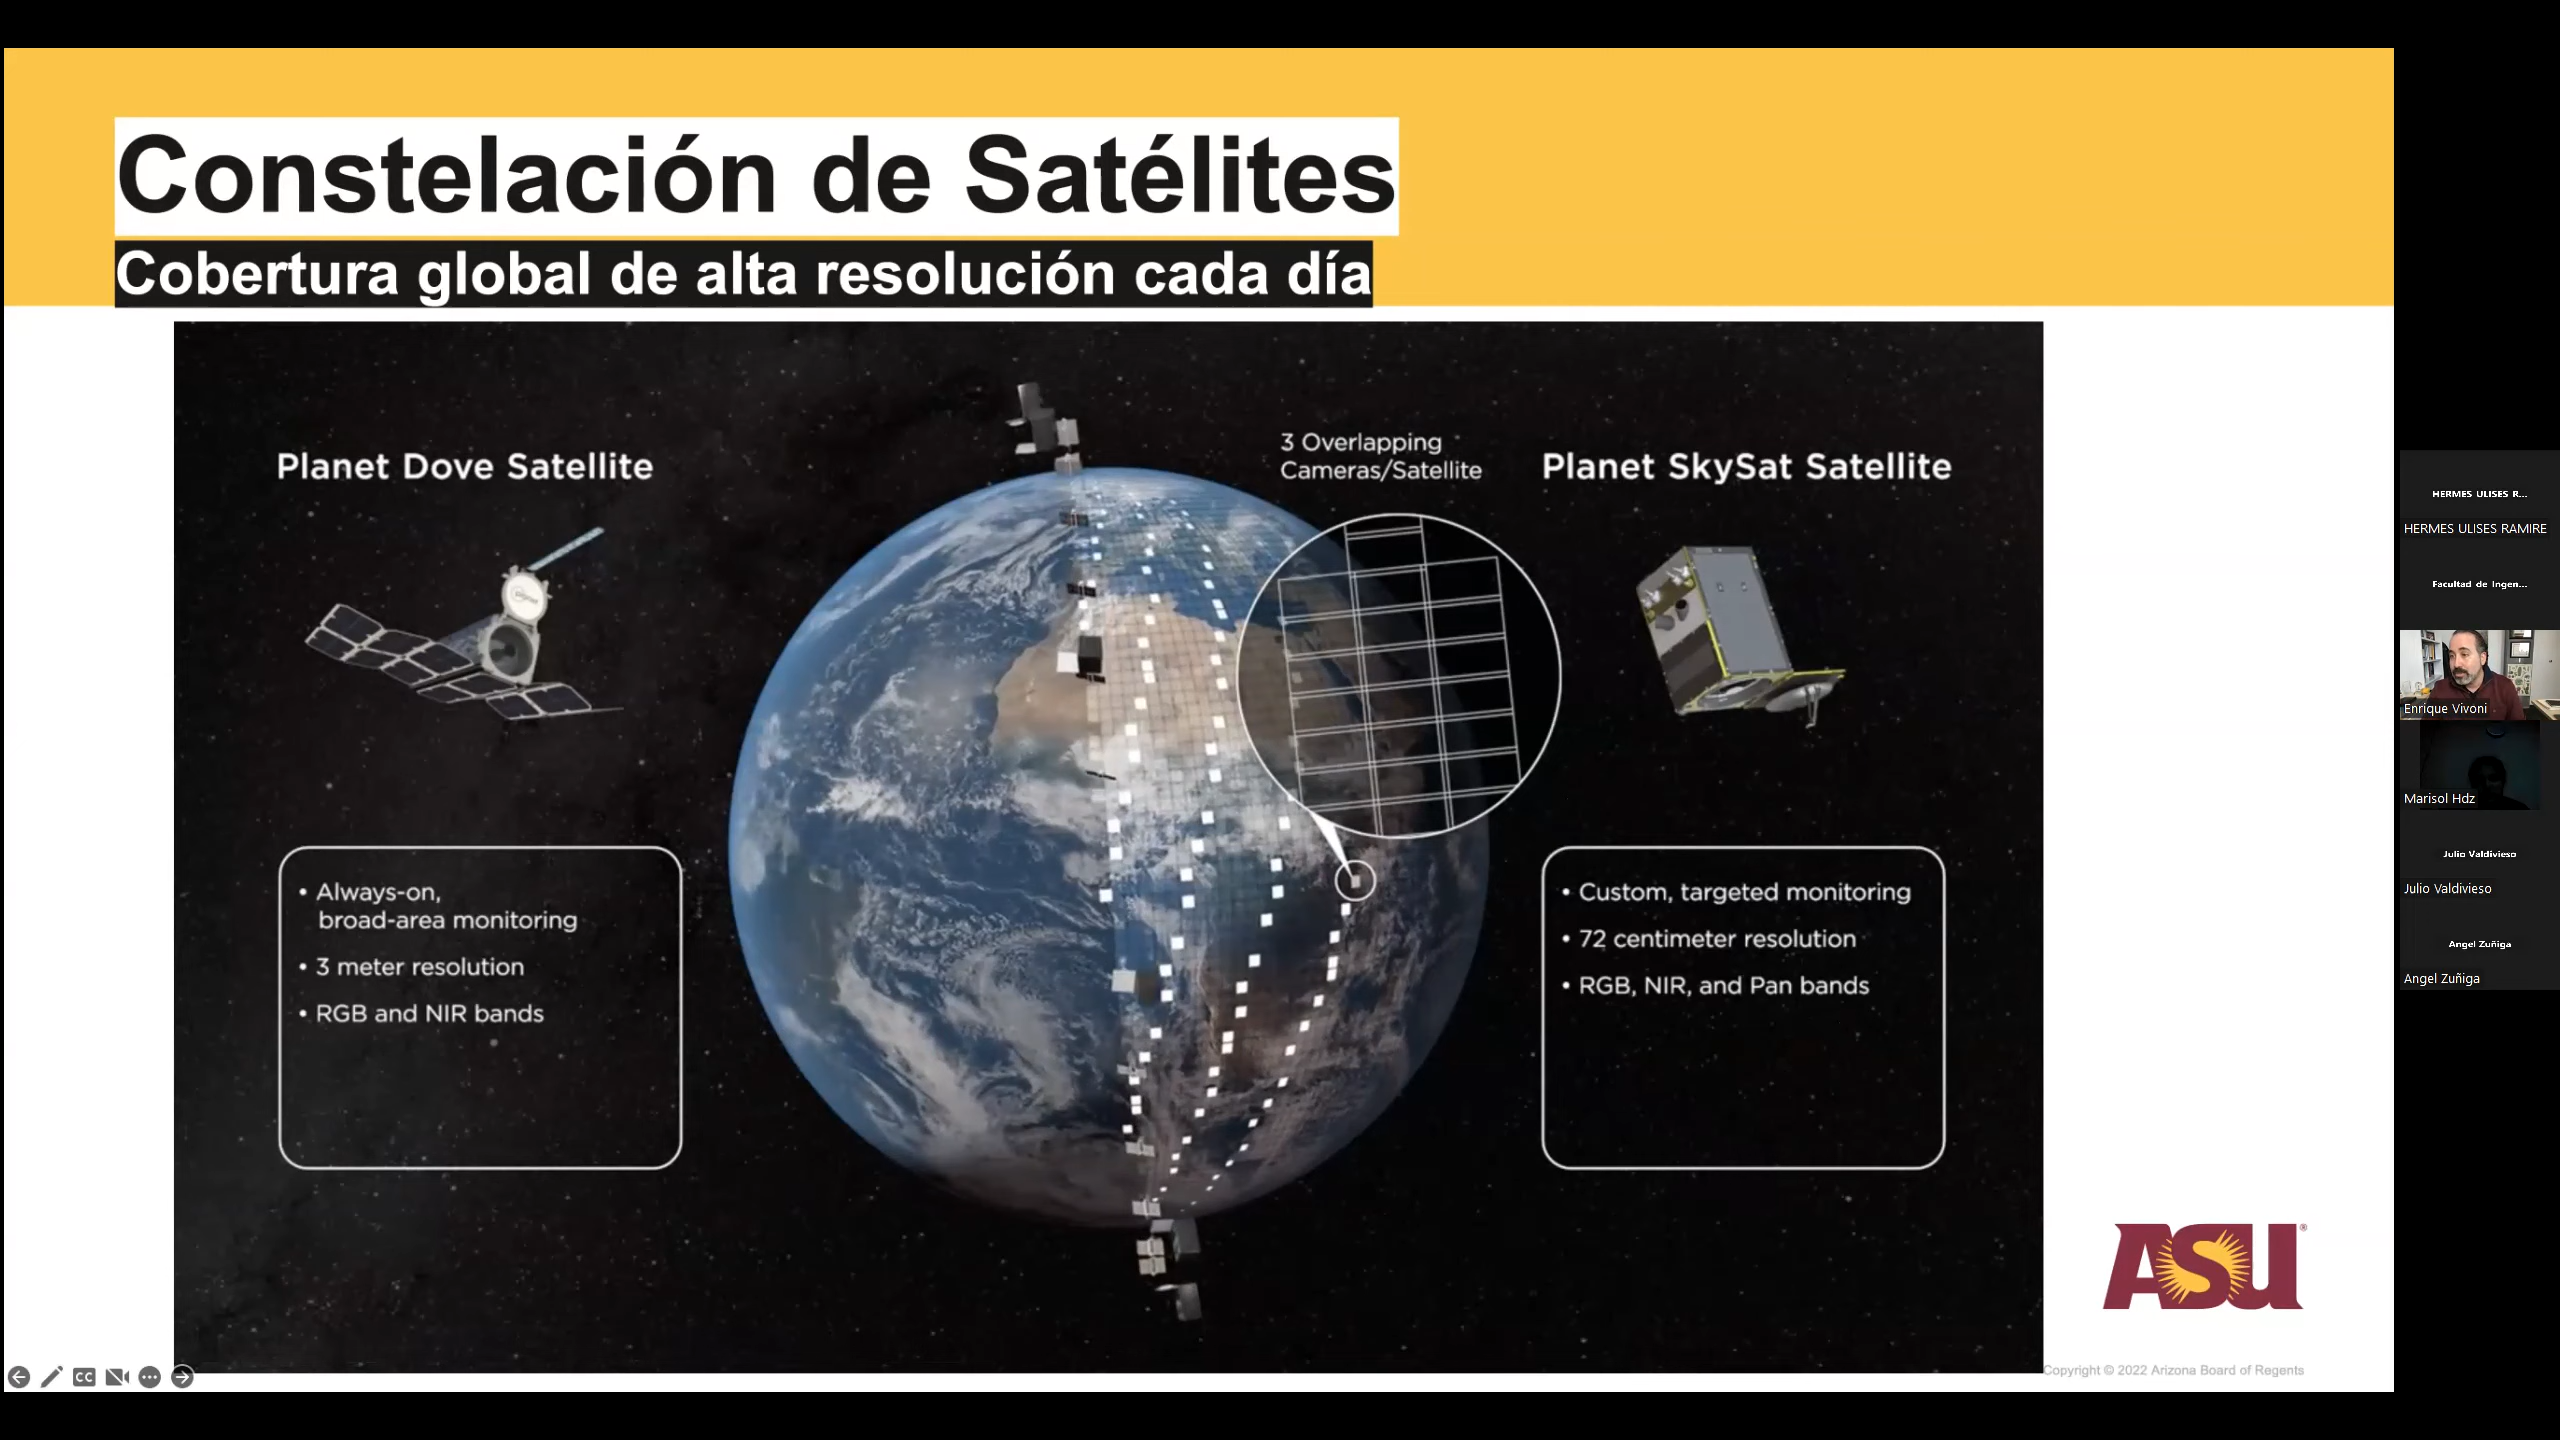 Constelación de Satélites
Cobertura global de alta resolución cada día
Planet Dove Satellite
• Always-on,
broad-area monitoring
• 3 meter resolution
• RGB and NIR bands
3 Overlapping
Cameras/Satellite
Planet SkySat Satellite
• Custom, targeted monitoring
• 72 centimeter resolution
• RGB, NIR, and Pan bands
ASU®
Copyright © 2022 Arizona Board of Regents
CC
HERMES ULISES R...
HERMES ULISES RAMIRE
Facultad de Ingen...
Enrique Vivoni
Marisol Hdz
Julio Valdivieso
Julio Valdivieso
Angel Zuñiga
Angel Zuñiga